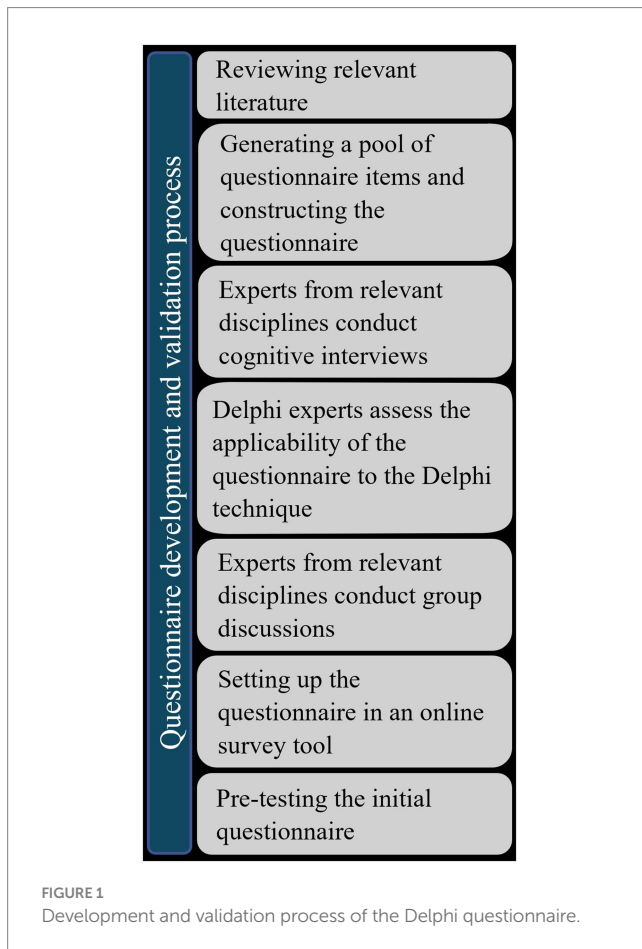 Questionnaire development and validation process
Reviewing relevant
literature
Generating a pool of
questionnaire items and
constructing the
questionnaire
Experts from relevant
disciplines conduct
cognitive interviews
Delphi experts assess the
applicability of the
questionnaire to the Delphi
technique
Experts from relevant
disciplines conduct group
discussions
Setting up the
questionnaire in an online
survey tool
Pre-testing the initial
questionnaire
FIGURE 1
Development and validation process of the Delphi questionnaire.